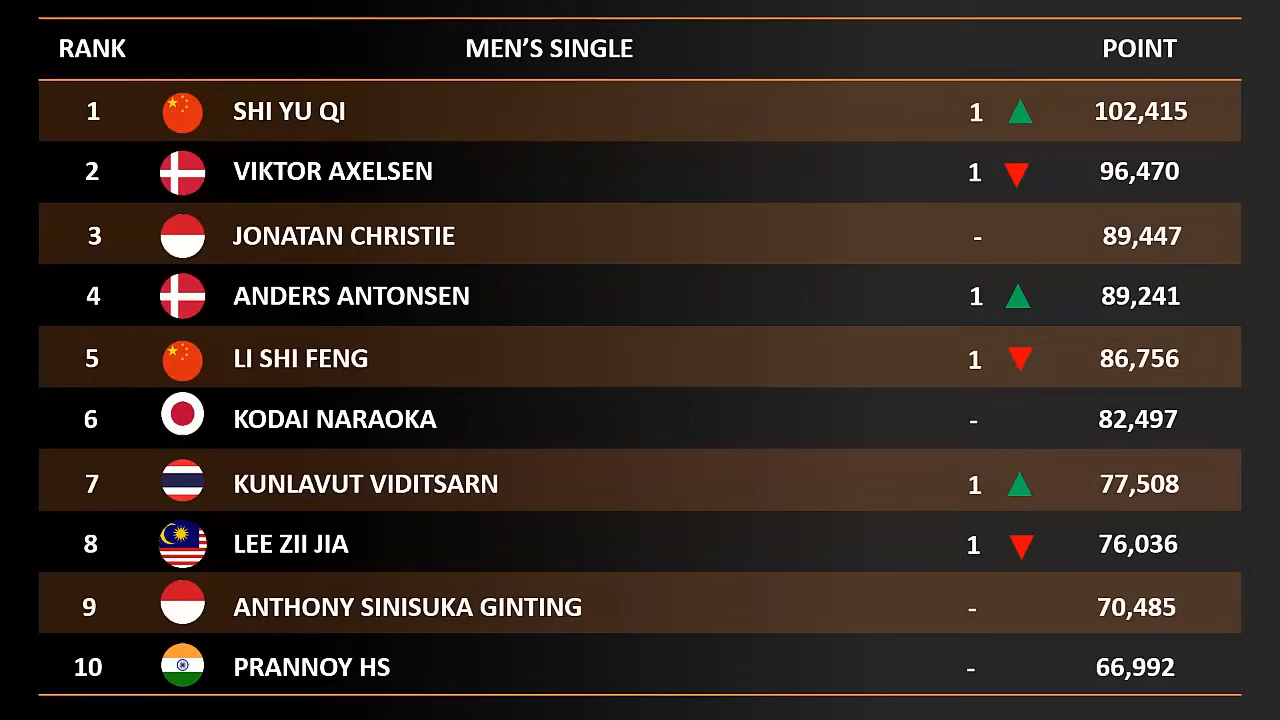 RANK MEN’S SINGLE POINT
1 SHI YU QI 1 ▲ 102,415
2 VIKTOR AXELSEN 1 ▼ 96,470
3 JONATAN CHRISTIE - 89,447
4 ANDERS ANTONSEN 1 ▲ 89,241
5 LI SHI FENG 1 ▼ 86,756
6 KODAI NARAOKA - 82,497
7 KUNLAVUT VIDITSARN 1 ▲ 77,508
8 LEE ZII JIA 1 ▼ 76,036
9 ANTHONY SINISUKA GINTING - 70,485
10 PRANNOY HS - 66,992